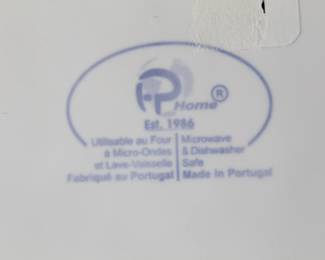 FP Home®
Est. 1986
Utilisable au Four
à Micro-Ondes
et Lave-Vaisselle
Fabriqué au Portugal
Microwave
& Dishwasher
Safe
Made in Portugal